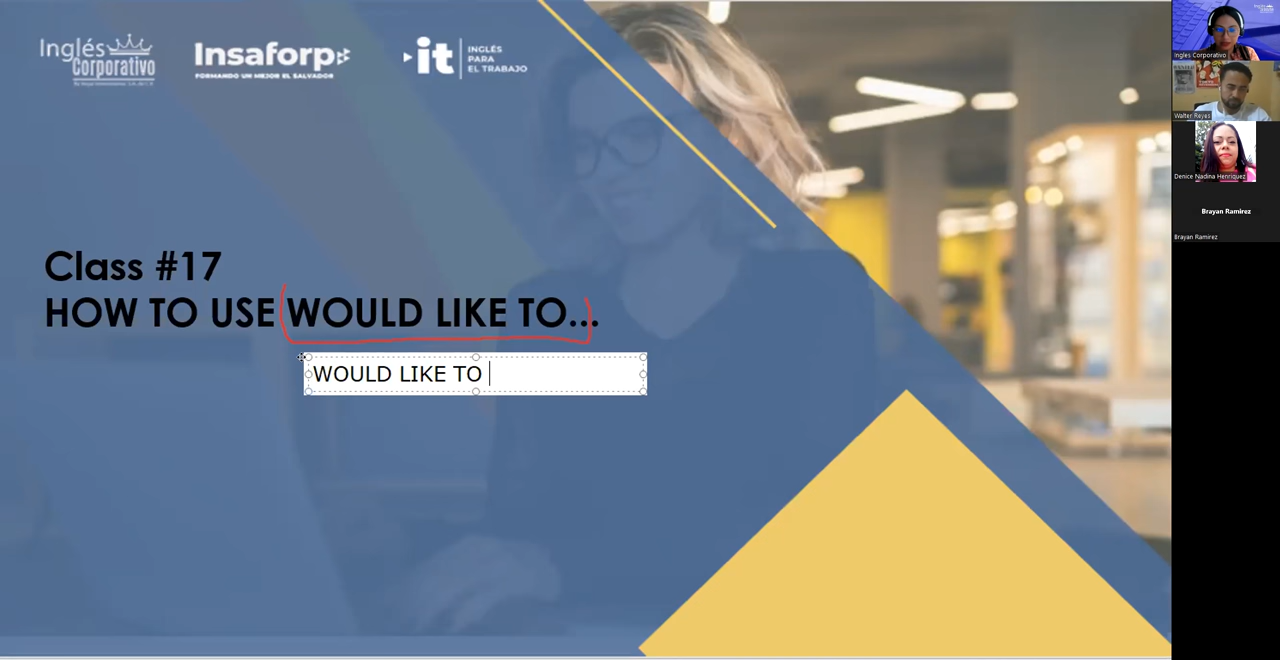 Inglés
Corporativo
Insaforp
FORMANDO UN MEJOR EL SALVADOR
it
INGLÉS
PARA
EL TRABAJO
Class #17
HOW TO USE WOULD LIKE TO...
WOULD LIKE TO
Ingles Corporativo
Walter Reyes
Denice Nadina Henriquez
Brayan Ramirez
Brayan Ramirez